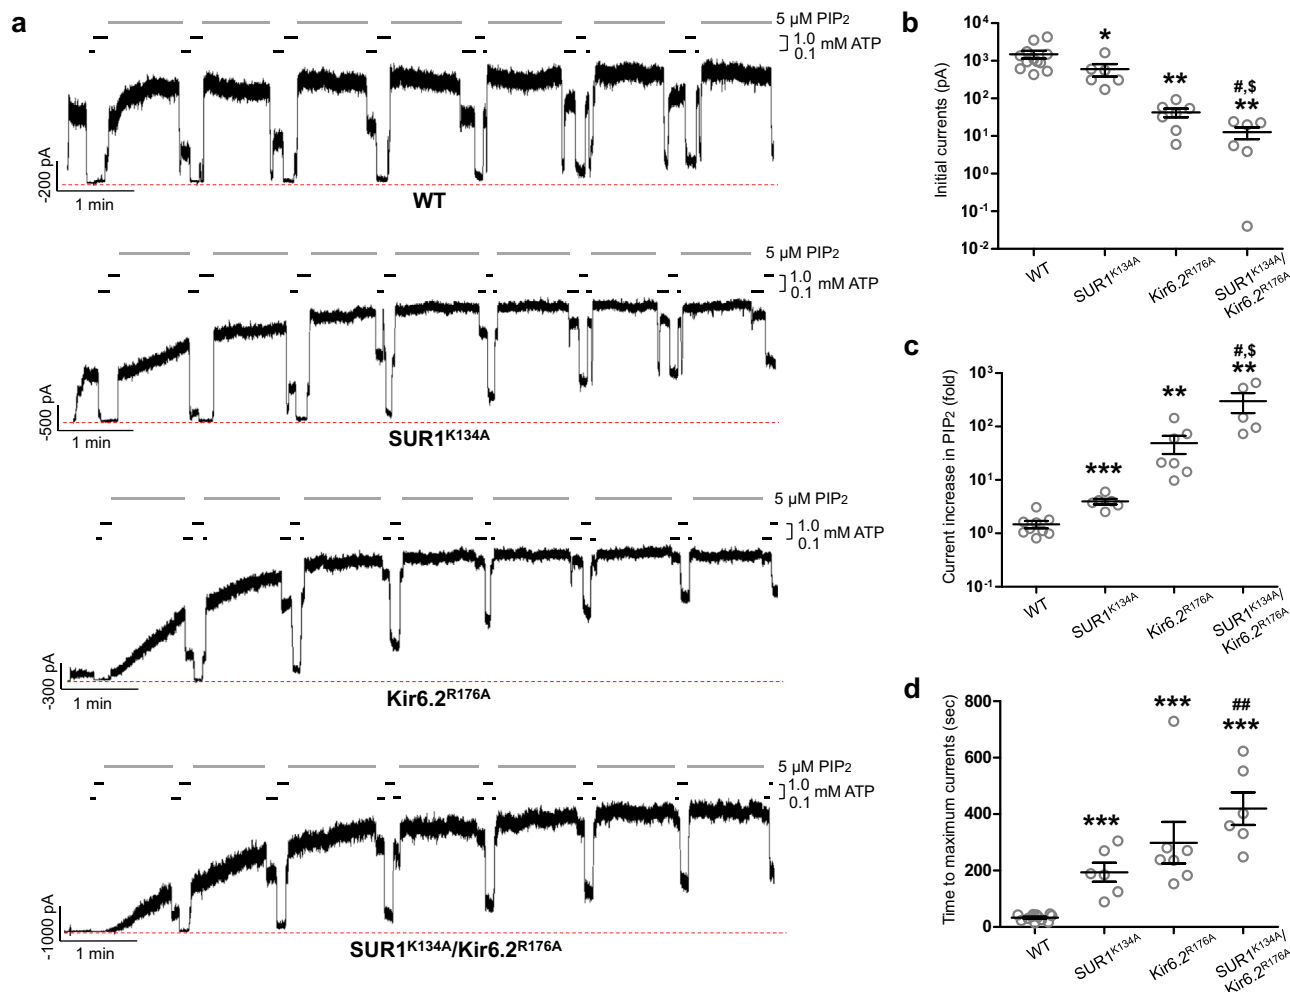 a
5 µM PIP2
1.0
0.1
mM ATP
-200 pA
1 min
WT
5 µM PIP2
1.0
0.1
mM ATP
-500 pA
1 min
SUR1K134A
5 µM PIP2
1.0
0.1
mM ATP
-300 pA
1 min
Kir6.2R176A
5 µM PIP2
1.0
0.1
mM ATP
-1000 pA
1 min
SUR1K134A/Kir6.2R176A
b
Initial currents (pA)
10^4
10^3
10^2
10^1
10^0
10^-1
10^-2
*
**
#,$
**
WT
SUR1K134A
Kir6.2R176A
SUR1K134A/
Kir6.2R176A
c
Current increase in PIP2 (fold)
10^3
10^2
10^1
10^0
10^-1
***
**
#,$
**
WT
SUR1K134A
Kir6.2R176A
SUR1K134A/
Kir6.2R176A
d
Time to maximum currents (sec)
800
600
400
200
0
***
***
##
***
WT
SUR1K134A
Kir6.2R176A
SUR1K134A/
Kir6.2R176A